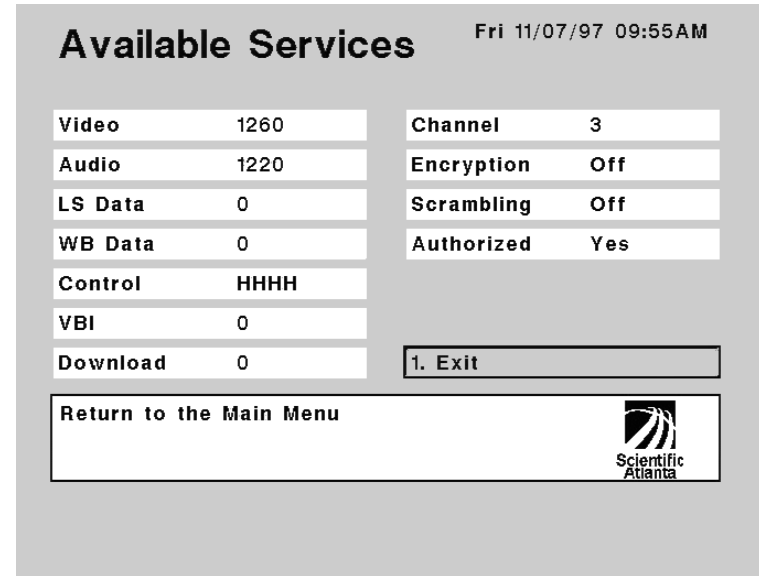 Available Services
Fri 11/07/97 09:55AM
Video 1260
Channel 3
Audio 1220
Encryption Off
LS Data 0
Scrambling Off
WB Data 0
Authorized Yes
Control HHHH
VBI 0
Download 0
1. Exit
Return to the Main Menu
Scientific
Atlanta